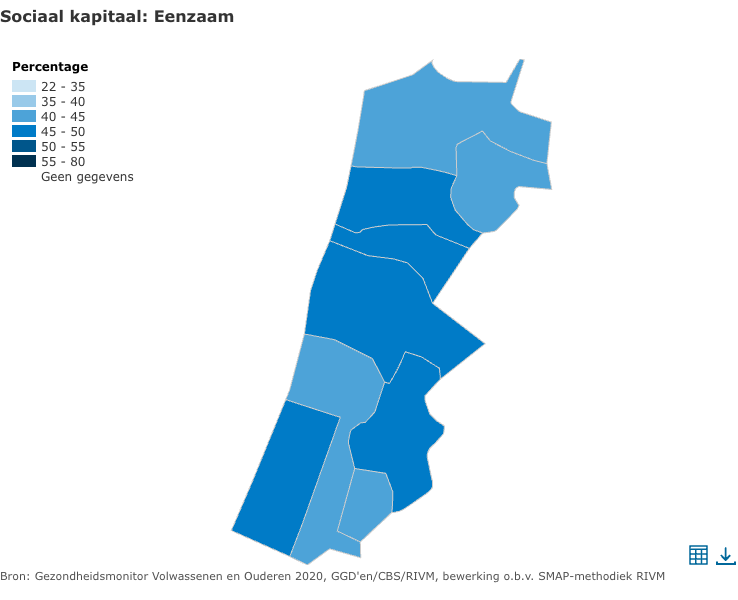 Sociaal kapitaal: Eenzaam
Percentage
22 - 35
35 - 40
40 - 45
45 - 50
50 - 55
55 - 80
Geen gegevens
Bron: Gezondheidsmonitor Volwassenen en Ouderen 2020, GGD'en/CBS/RIVM, bewerking o.b.v. SMAP-methodiek RIVM